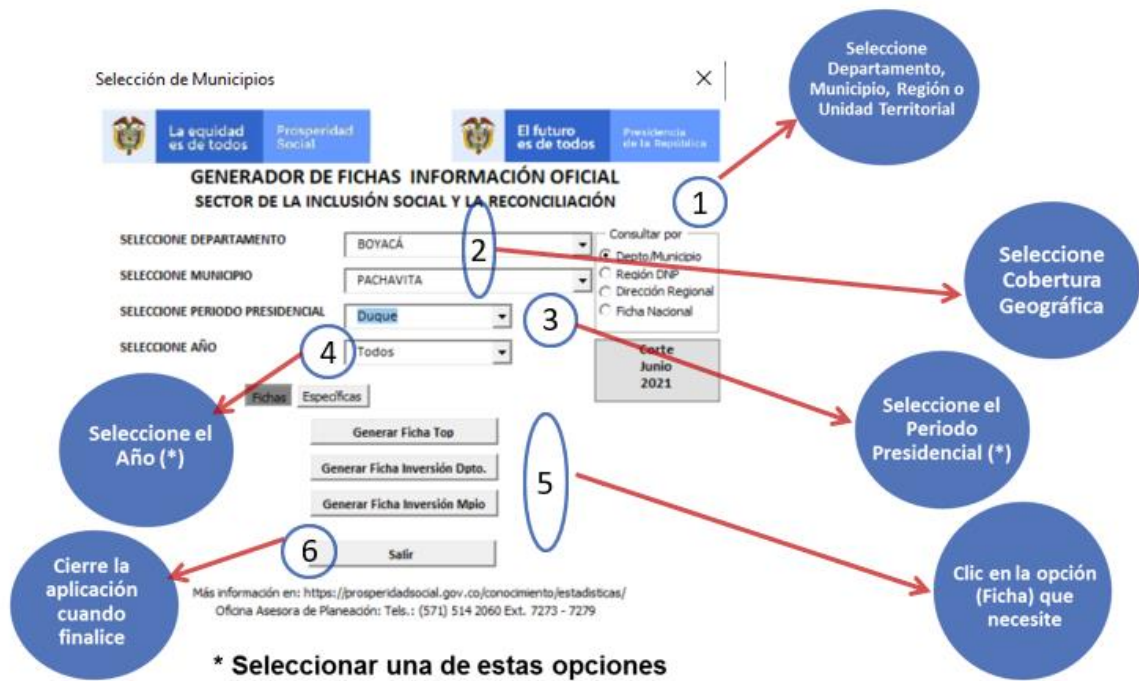 Seleccione
Departamento,
Municipio, Región o
Unidad Territorial
Selección de Municipios
La equidad
es de todos
Prosperidad
Social
El futuro
es de todos
Presidencia
de la República
GENERADOR DE FICHAS INFORMACIÓN OFICIAL
SECTOR DE LA INCLUSIÓN SOCIAL Y LA RECONCILIACIÓN
1
SELECCIONE DEPARTAMENTO
BOYACÁ
2
Consultar por
Depto/Municipio
Región DNP
Dirección Regional
Ficha Nacional
SELECCIONE MUNICIPIO
PACHAVITA
Seleccione
Cobertura
Geográfica
SELECCIONE PERIODO PRESIDENCIAL
Duque
3
SELECCIONE AÑO
4
Todos
Corte
Junio
2021
Fichas
Específicas
Seleccione el
Año (*)
Seleccione el
Periodo
Presidencial (*)
Generar Ficha Top
Generar Ficha Inversión Dpto.
Generar Ficha Inversión Mpio
5
6
Salir
Cierre la
aplicación
cuando
finalice
Clic en la opción
(Ficha) que
necesite
Más información en: https://prosperidadsocial.gov.co/conocimiento/estadisticas/
Oficina Asesora de Planeación: Tels.: (571) 514 2060 Ext. 7273 - 7279
* Seleccionar una de estas opciones